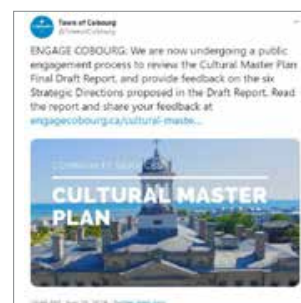 Town of Cobourg
@TownofCobourg
ENGAGE COBOURG: We are now undergoing a public
engagement process to review the Cultural Master Plan
Final Draft Report, and provide feedback on the six
Strategic Directions proposed in the Draft Report. Read
the report and share your feedback at
engagecobourg.ca/cultural-maste...
CULTURAL MASTER
PLAN